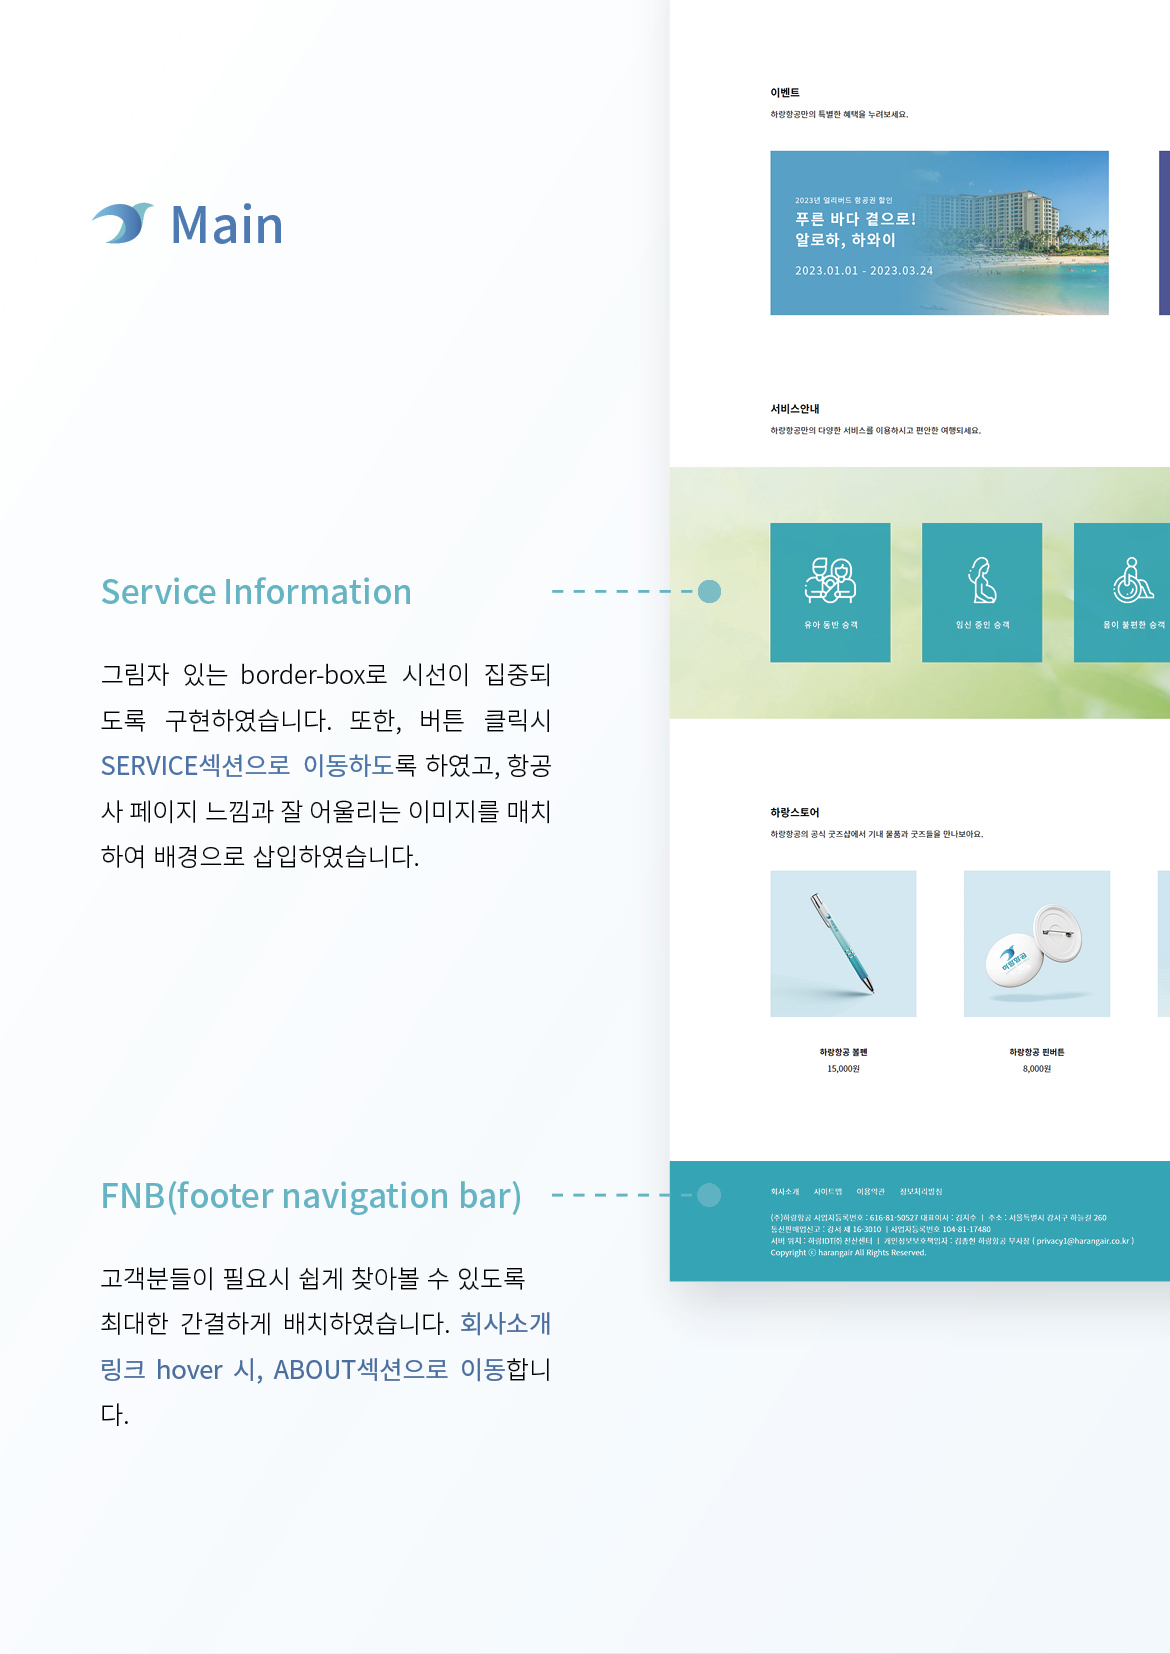 Main
Service Information
그림자 있는 border-box로 시선이 집중되
도록 구현하였습니다. 또한, 버튼 클릭시
SERVICE섹션으로 이동하도록 하였고, 항공
사 페이지 느낌과 잘 어울리는 이미지를 매치
하여 배경으로 삽입하였습니다.
FNB(footer navigation bar)
고객분들이 필요시 쉽게 찾아볼 수 있도록
최대한 간결하게 배치하였습니다. 회사소개
링크 hover 시, ABOUT섹션으로 이동합니
다.
이벤트
하랑항공만의 특별한 혜택을 누려보세요.
2023년 얼리버드 항공권 할인
푸른 바다 곁으로!
알로하, 하와이
2023.01.01 - 2023.03.24
서비스안내
하랑항공만의 다양한 서비스를 이용하시고 편안한 여행되세요.
유아 동반 승객
임신 중인 승객
몸이 불편한 승객
하랑스토어
하랑항공의 공식 굿즈샵에서 기내 물품과 굿즈들을 만나보아요.
하랑항공
하랑항공 볼펜
15,000원
하랑항공 핀버튼
8,000원
회사소개 사이트맵 이용약관 정보처리방침
(주)하랑항공 사업자등록번호 : 616-81-50527 대표이사 : 김지수 | 주소 : 서울특별시 강서구 하늘길 260
통신판매업신고 : 강서 제 16-3010 | 사업자등록번호 104-81-17480
서버 위치 : 하랑IDT㈜ 전산센터 | 개인정보보호책임자 : 김종현 하랑항공 부사장 ( privacy1@harangair.co.kr )
Copyright ⓒ harangair All Rights Reserved.